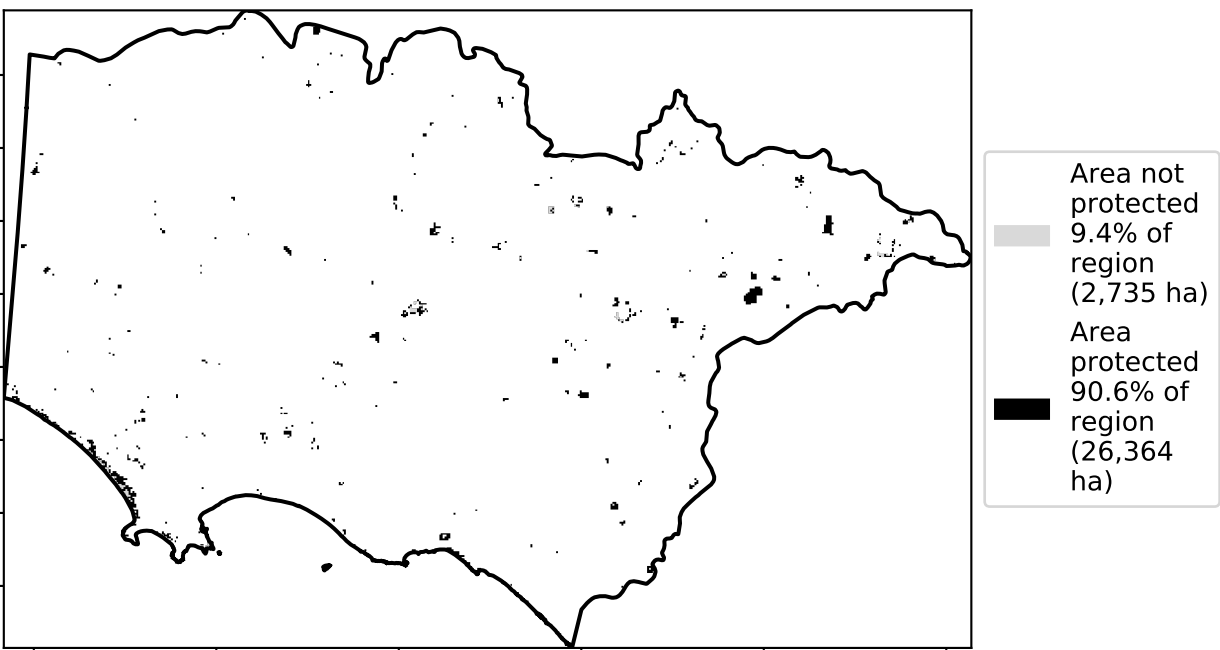 Area not
protected
9.4% of
region
(2,735 ha)
Area
protected
90.6% of
region
(26,364
ha)